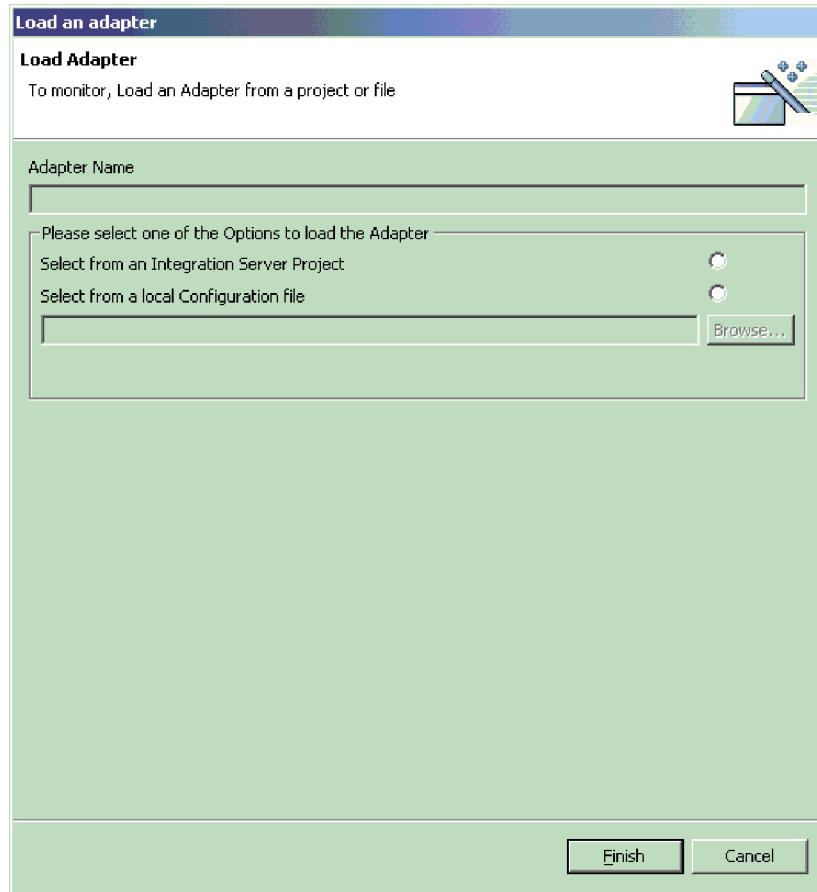 Load an adapter
Load Adapter
To monitor, Load an Adapter from a project or file
Adapter Name
Please select one of the Options to load the Adapter
Select from an Integration Server Project
Select from a local Configuration file
Browse...
Finish
Cancel